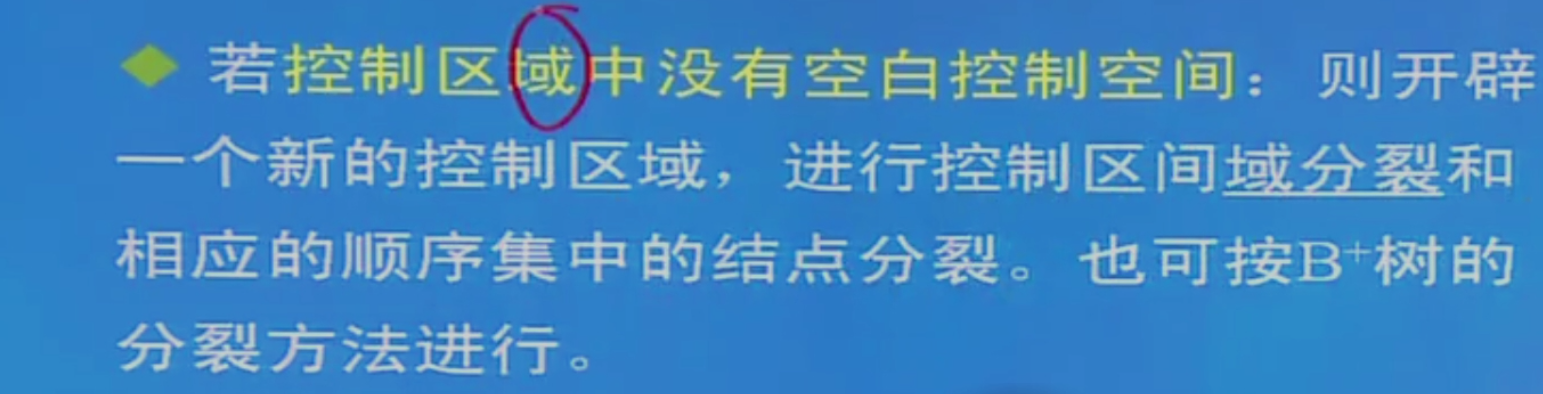 若控制区域中没有空白控制空间：则开辟
一个新的控制区域，进行控制区间域分裂和
相应的顺序集中的结点分裂。也可按B⁺树的
分裂方法进行。